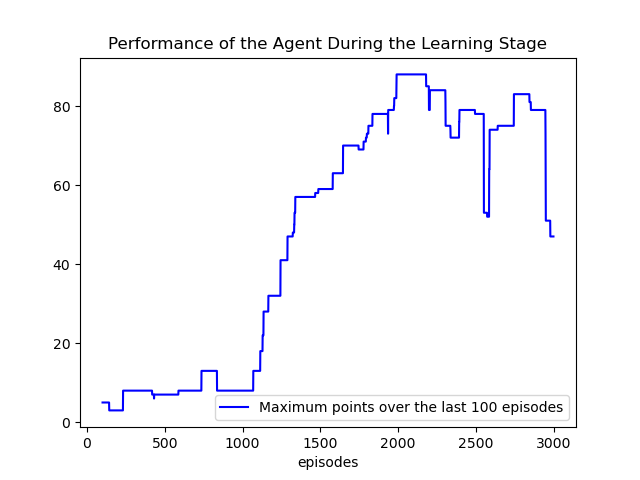 Performance of the Agent During the Learning Stage
80
60
40
20
0
Maximum points over the last 100 episodes
0 500 1000 1500 2000 2500 3000
episodes